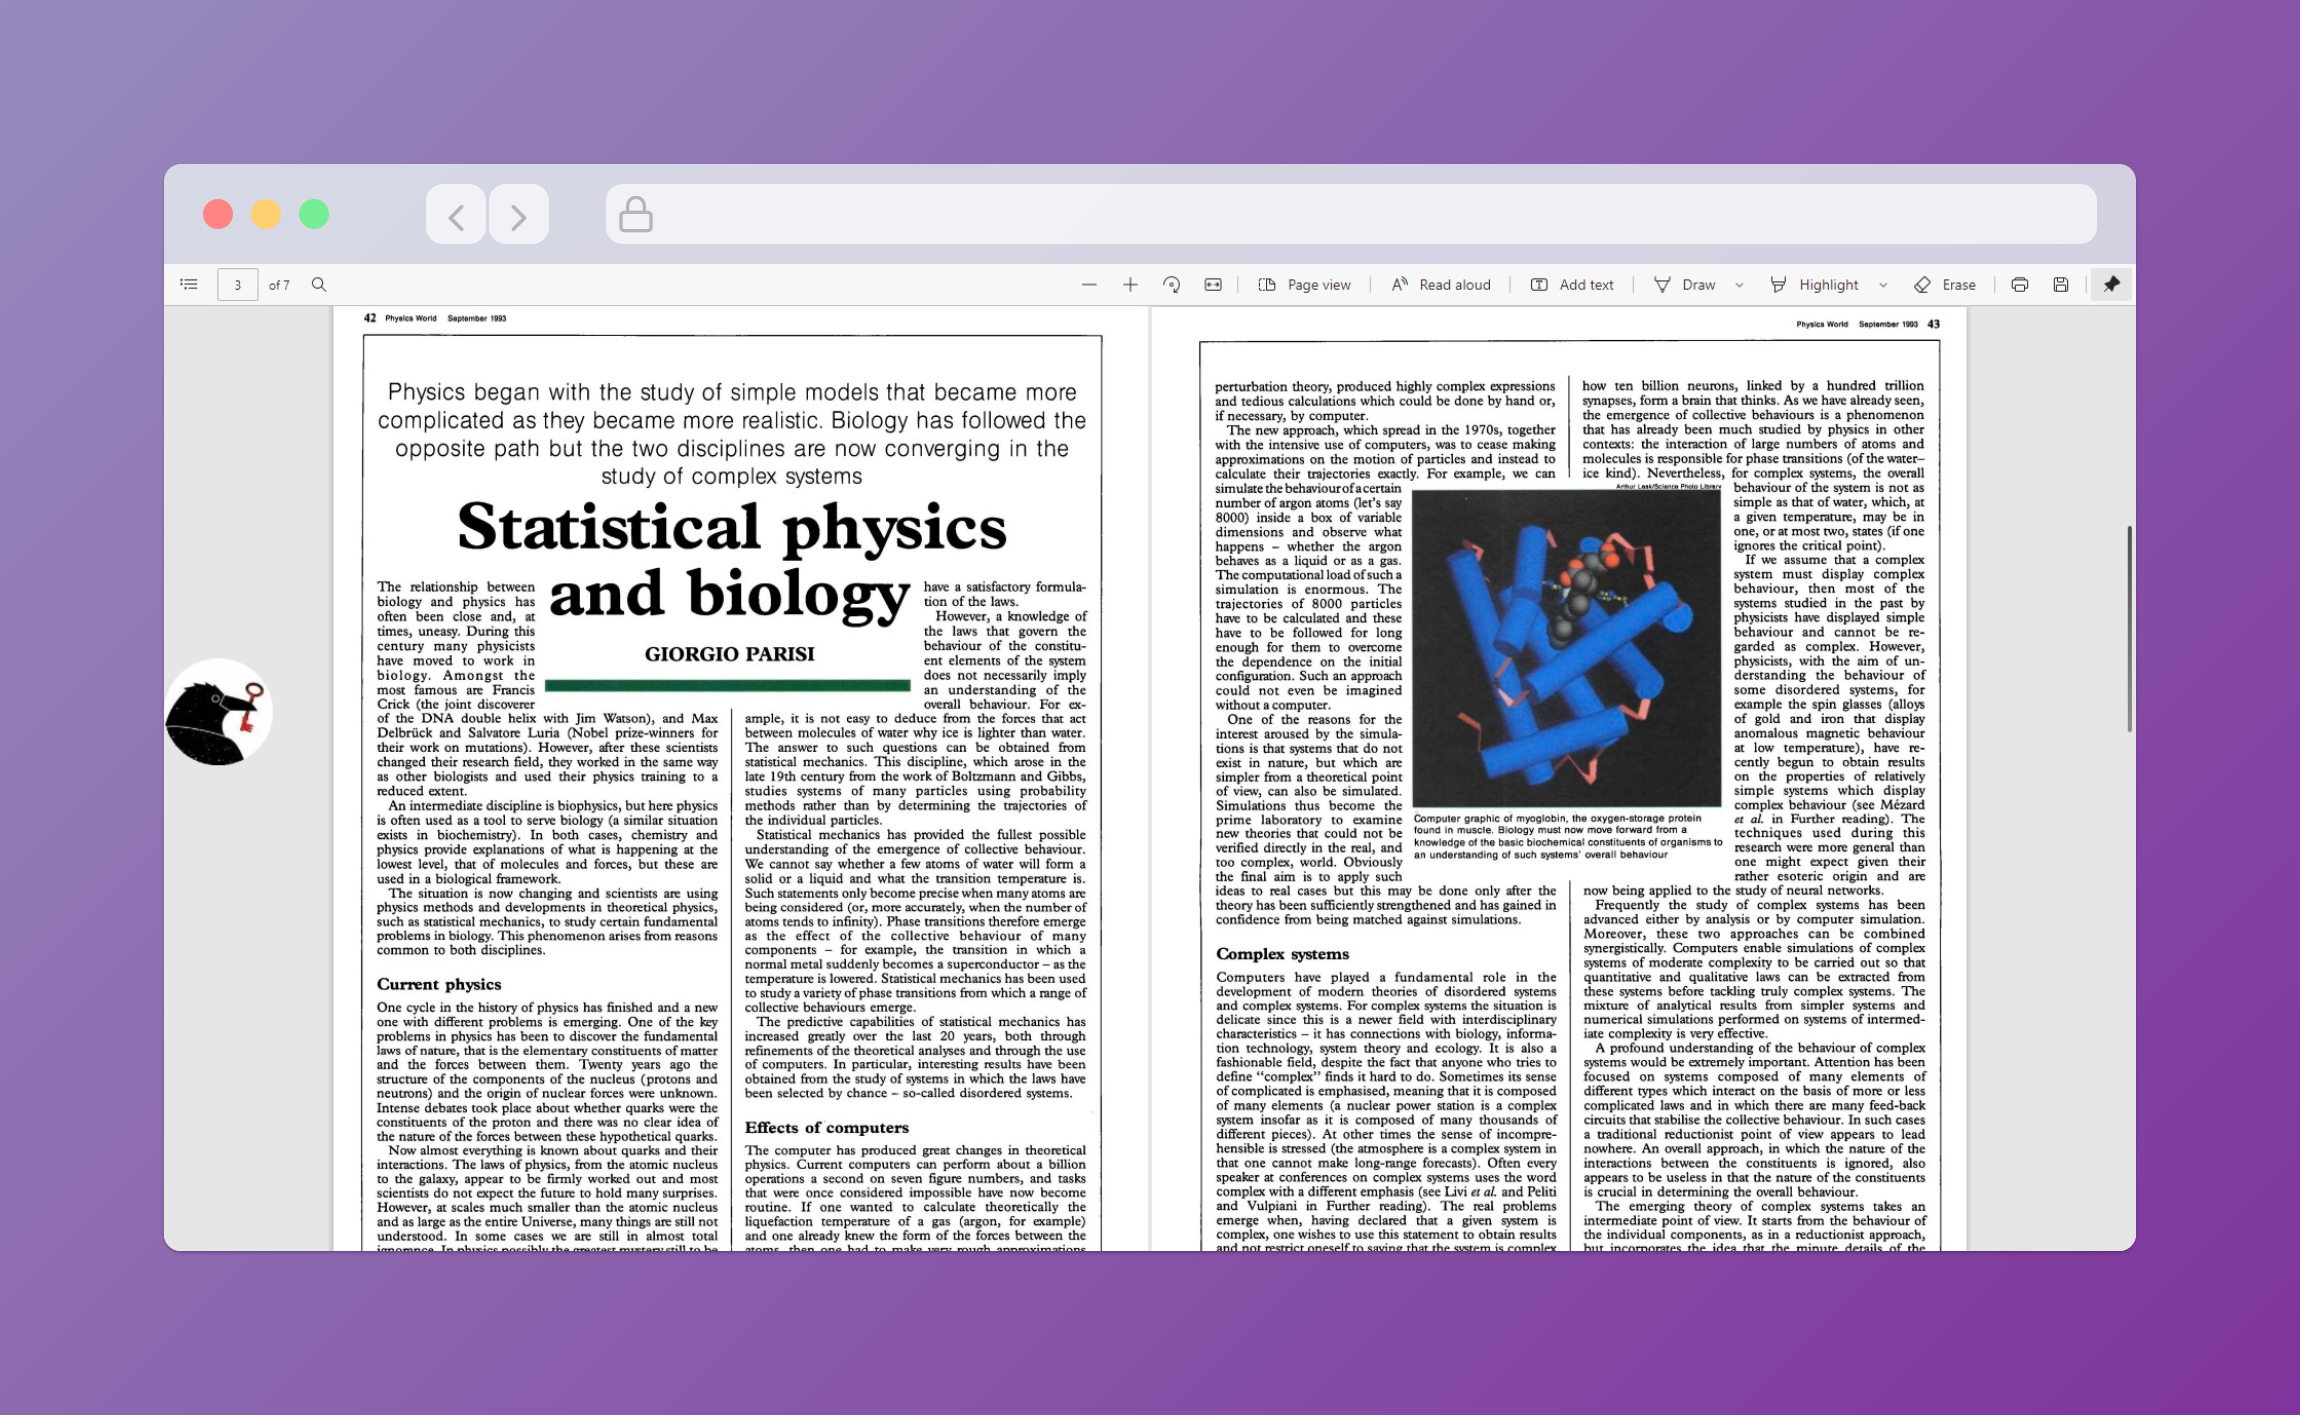 3 of 7 Page view Read aloud Add text Draw Highlight Erase
42 Physics World September 1993
Physics began with the study of simple models that became more
complicated as they became more realistic. Biology has followed the
opposite path but the two disciplines are now converging in the
study of complex systems
Statistical physics
and biology
GIORGIO PARISI
The relationship between
biology and physics has
often been close and, at
times, uneasy. During this
century many physicists
have moved to work in
biology. Amongst the
most famous are Francis
Crick (the joint discoverer
of the DNA double helix with Jim Watson), and Max
Delbrück and Salvatore Luria (Nobel prize-winners for
their work on mutations). However, after these scientists
changed their research field, they worked in the same way
as other biologists and used their physics training to a
reduced extent.
An intermediate discipline is biophysics, but here physics
is often used as a tool to serve biology (a similar situation
exists in biochemistry). In both cases, chemistry and
physics provide explanations of what is happening at the
lowest level, that of molecules and forces, but these are
used in a biological framework.
The situation is now changing and scientists are using
physics methods and developments in theoretical physics,
such as statistical mechanics, to study certain fundamental
problems in biology. This phenomenon arises from reasons
common to both disciplines.
Current physics
One cycle in the history of physics has finished and a new
one with different problems is emerging. One of the key
problems in physics has been to discover the fundamental
laws of nature, that is the elementary constituents of matter
and the forces between them. Twenty years ago the
structure of the components of the nucleus (protons and
neutrons) and the origin of nuclear forces were unknown.
Intense debates took place about whether quarks were the
constituents of the proton and there was no clear idea of
the nature of the forces between these hypothetical quarks.
Now almost everything is known about quarks and their
interactions. The laws of physics, from the atomic nucleus
to the galaxy, appear to be firmly worked out and most
scientists do not expect the future to hold many surprises.
However, at scales much smaller than the atomic nucleus
and as large as the entire Universe, many things are still not
understood. In some cases we are still in almost total
ignorance. In physics possibly the greatest mystery still to be
have a satisfactory formula-
tion of the laws.
However, a knowledge of
the laws that govern the
behaviour of the constitu-
ent elements of the system
does not necessarily imply
an understanding of the
overall behaviour. For ex-
ample, it is not easy to deduce from the forces that act
between molecules of water why ice is lighter than water.
The answer to such questions can be obtained from
statistical mechanics. This discipline, which arose in the
late 19th century from the work of Boltzmann and Gibbs,
studies systems of many particles using probability
methods rather than by determining the trajectories of
the individual particles.
Statistical mechanics has provided the fullest possible
understanding of the emergence of collective behaviour.
We cannot say whether a few atoms of water will form a
solid or a liquid and what the transition temperature is.
Such statements only become precise when many atoms are
being considered (or, more accurately, when the number of
atoms tends to infinity). Phase transitions therefore emerge
as the effect of the collective behaviour of many
components – for example, the transition in which a
normal metal suddenly becomes a superconductor – as the
temperature is lowered. Statistical mechanics has been used
to study a variety of phase transitions from which a range of
collective behaviours emerge.
The predictive capabilities of statistical mechanics has
increased greatly over the last 20 years, both through
refinements of the theoretical analyses and through the use
of computers. In particular, interesting results have been
obtained from the study of systems in which the laws have
been selected by chance – so-called disordered systems.
Effects of computers
The computer has produced great changes in theoretical
physics. Current computers can perform about a billion
operations a second on seven figure numbers, and tasks
that were once considered impossible have now become
routine. If one wanted to calculate theoretically the
liquefaction temperature of a gas (argon, for example)
and one already knew the form of the forces between the
atoms, then one had to make very rough approximations
Physics World September 1993 43
perturbation theory, produced highly complex expressions
and tedious calculations which could be done by hand or,
if necessary, by computer.
The new approach, which spread in the 1970s, together
with the intensive use of computers, was to cease making
approximations on the motion of particles and instead to
calculate their trajectories exactly. For example, we can
simulate the behaviour of a certain
number of argon atoms (let's say
8000) inside a box of variable
dimensions and observe what
happens – whether the argon
behaves as a liquid or as a gas.
The computational load of such a
simulation is enormous. The
trajectories of 8000 particles
have to be calculated and these
have to be followed for long
enough for them to overcome
the dependence on the initial
configuration. Such an approach
could not even be imagined
without a computer.
One of the reasons for the
interest aroused by the simula-
tions is that systems that do not
exist in nature, but which are
simpler from a theoretical point
of view, can also be simulated.
Simulations thus become the
prime laboratory to examine
new theories that could not be
verified directly in the real, and
too complex, world. Obviously
the final aim is to apply such
ideas to real cases but this may be done only after the
theory has been sufficiently strengthened and has gained in
confidence from being matched against simulations.
Complex systems
Computers have played a fundamental role in the
development of modern theories of disordered systems
and complex systems. For complex systems the situation is
delicate since this is a newer field with interdisciplinary
characteristics – it has connections with biology, informa-
tion technology, system theory and ecology. It is also a
fashionable field, despite the fact that anyone who tries to
define “complex” finds it hard to do. Sometimes its sense
of complicated is emphasised, meaning that it is composed
of many elements (a nuclear power station is a complex
system insofar as it is composed of many thousands of
different pieces). At other times the sense of incompre-
hensible is stressed (the atmosphere is a complex system in
that one cannot make long-range forecasts). Often every
speaker at conferences on complex systems uses the word
complex with a different emphasis (see Livi et al. and Peliti
and Vulpiani in Further reading). The real problems
emerge when, having declared that a given system is
complex, one wishes to use this statement to obtain results
and not restrict oneself to saying that the system is complex
Arthur Lesk/Science Photo Library
Computer graphic of myoglobin, the oxygen-storage protein
found in muscle. Biology must now move forward from a
knowledge of the basic biochemical constituents of organisms to
an understanding of such systems' overall behaviour
how ten billion neurons, linked by a hundred trillion
synapses, form a brain that thinks. As we have already seen,
the emergence of collective behaviours is a phenomenon
that has already been much studied by physics in other
contexts: the interaction of large numbers of atoms and
molecules is responsible for phase transitions (of the water–
ice kind). Nevertheless, for complex systems, the overall
behaviour of the system is not as
simple as that of water, which, at
a given temperature, may be in
one, or at most two, states (if one
ignores the critical point).
If we assume that a complex
system must display complex
behaviour, then most of the
systems studied in the past by
physicists have displayed simple
behaviour and cannot be re-
garded as complex. However,
physicists, with the aim of un-
derstanding the behaviour of
some disordered systems, for
example the spin glasses (alloys
of gold and iron that display
anomalous magnetic behaviour
at low temperature), have re-
cently begun to obtain results
on the properties of relatively
simple systems which display
complex behaviour (see Mézard
et al. in Further reading). The
techniques used during this
research were more general than
one might expect given their
rather esoteric origin and are
now being applied to the study of neural networks.
Frequently the study of complex systems has been
advanced either by analysis or by computer simulation.
Moreover, these two approaches can be combined
synergistically. Computers enable simulations of complex
systems of moderate complexity to be carried out so that
quantitative and qualitative laws can be extracted from
these systems before tackling truly complex systems. The
mixture of analytical results from simpler systems and
numerical simulations performed on systems of intermed-
iate complexity is very effective.
A profound understanding of the behaviour of complex
systems would be extremely important. Attention has been
focused on systems composed of many elements of
different types which interact on the basis of more or less
complicated laws and in which there are many feed-back
circuits that stabilise the collective behaviour. In such cases
a traditional reductionist point of view appears to lead
nowhere. An overall approach, in which the nature of the
interactions between the constituents is ignored, also
appears to be useless in that the nature of the constituents
is crucial in determining the overall behaviour.
The emerging theory of complex systems takes an
intermediate point of view. It starts from the behaviour of
the individual components, as in a reductionist approach,
but incorporates the idea that the minute details of the